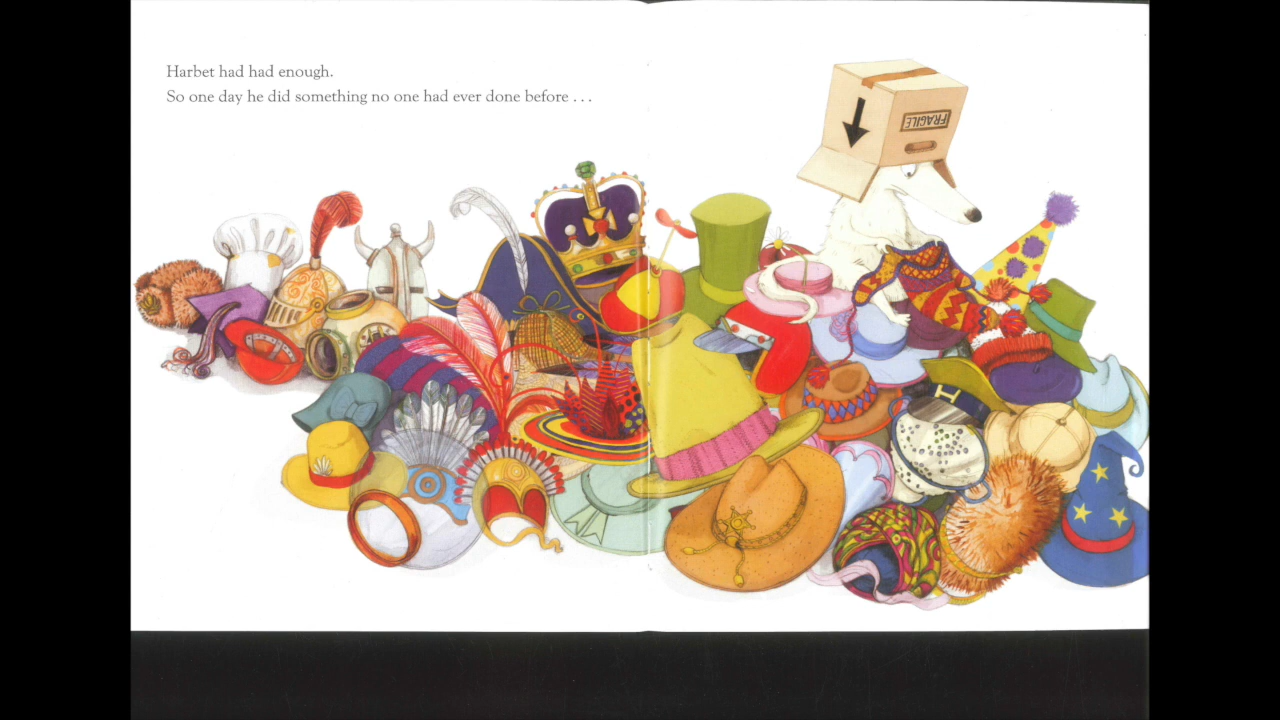 Harbet had had enough.
So one day he did something no one had ever done before . . .
FRAGILE